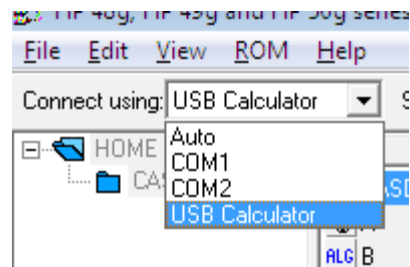 HP 48g, HP 49g and HP 50g series
File Edit View ROM Help
Connect using: USB Calculator
Auto
COM1
COM2
USB Calculator
HOME
ALG B